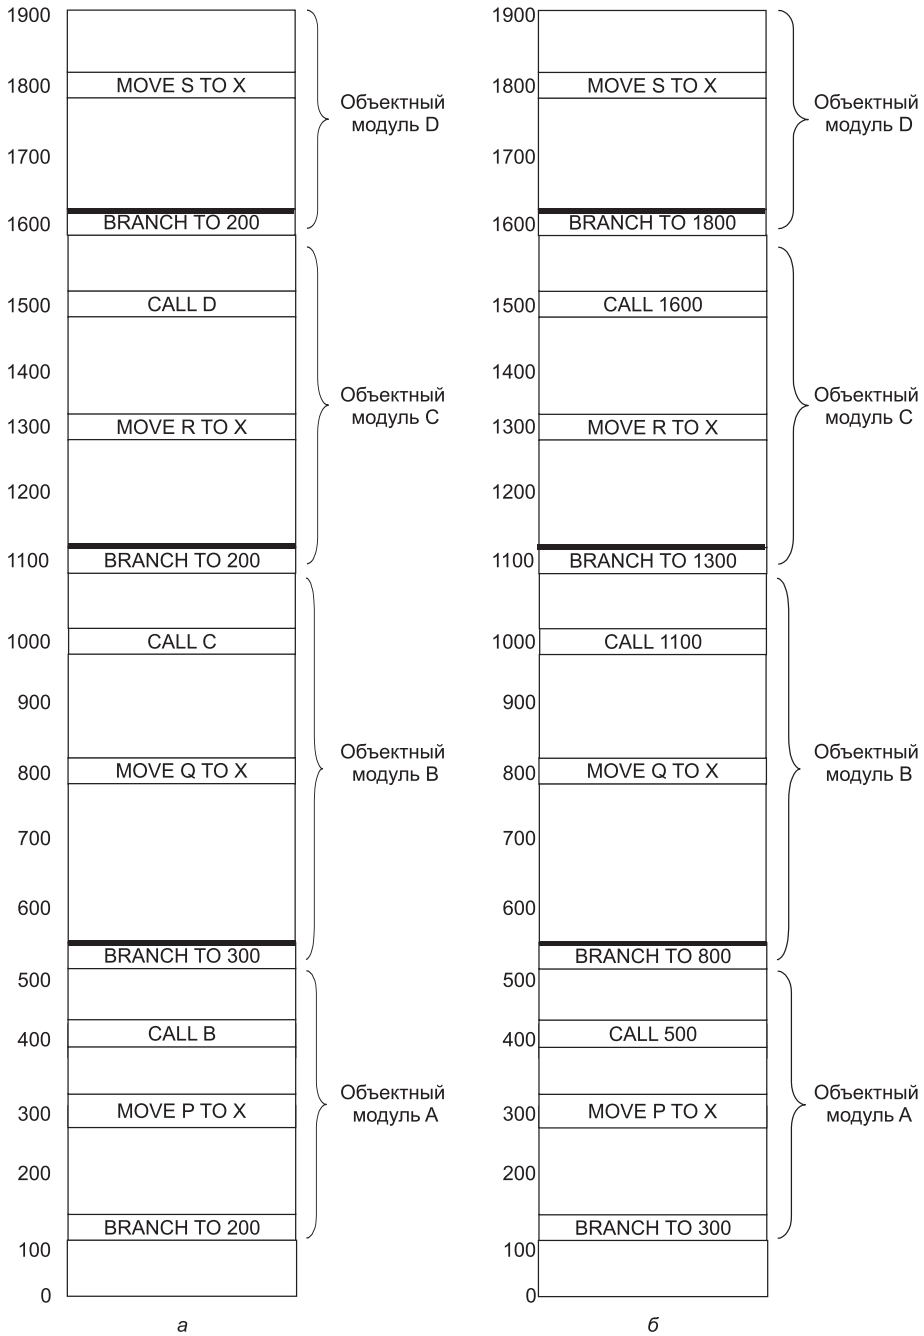 1900
1800
MOVE S TO X
1700
1600
BRANCH TO 200
Объектный
модуль D
1500
CALL D
1400
1300
MOVE R TO X
1200
1100
BRANCH TO 200
Объектный
модуль C
1000
CALL C
900
800
MOVE Q TO X
700
600
BRANCH TO 300
Объектный
модуль B
500
400
CALL B
300
MOVE P TO X
200
BRANCH TO 200
Объектный
модуль A
100
0
а
1900
1800
MOVE S TO X
1700
1600
BRANCH TO 1800
Объектный
модуль D
1500
CALL 1600
1400
1300
MOVE R TO X
1200
1100
BRANCH TO 1300
Объектный
модуль C
1000
CALL 1100
900
800
MOVE Q TO X
700
600
BRANCH TO 800
Объектный
модуль B
500
400
CALL 500
300
MOVE P TO X
200
BRANCH TO 300
Объектный
модуль A
100
0
б